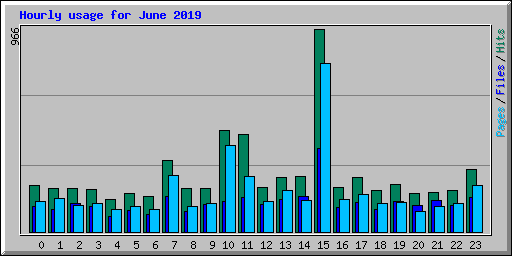 Hourly usage for June 2019
966
Pages / Files / Hits
0 1 2 3 4 5 6 7 8 9 10 11 12 13 14 15 16 17 18 19 20 21 22 23